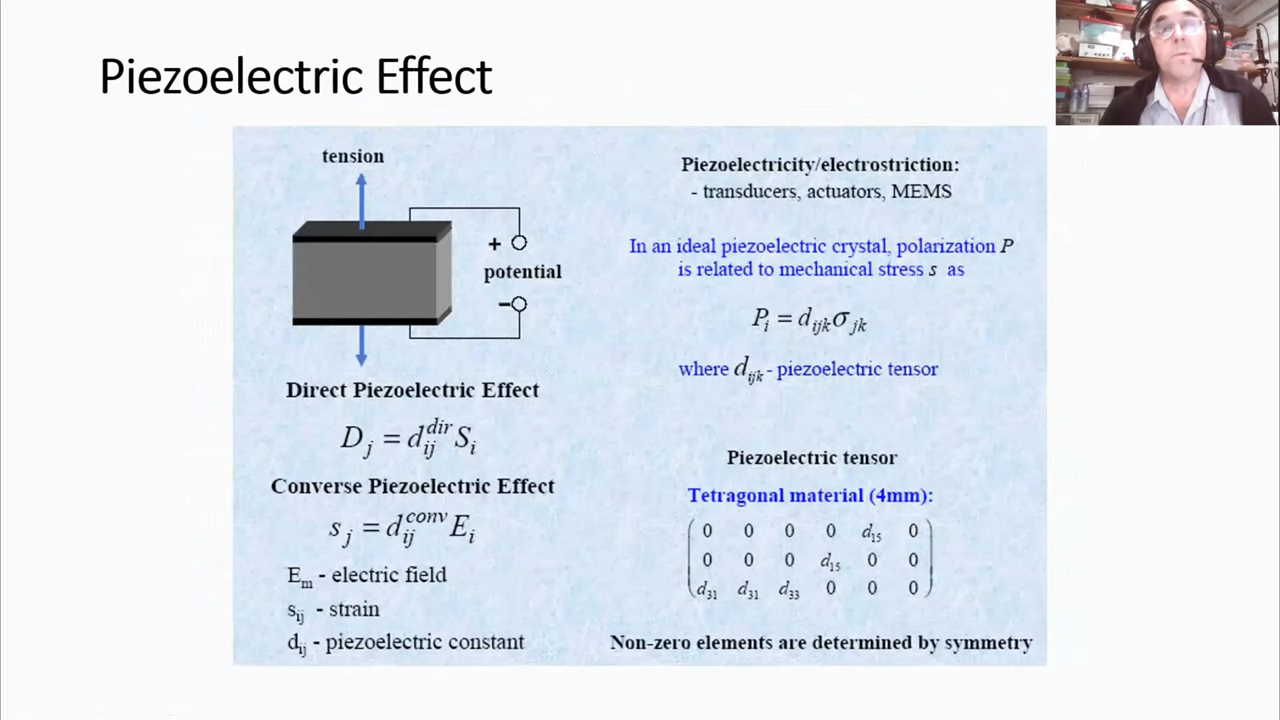 Piezoelectric Effect
tension
+
potential
−
Direct Piezoelectric Effect
D_j = d_ij^dir S_i
Converse Piezoelectric Effect
s_j = d_ij^conv E_i
E_m - electric field
s_ij - strain
d_ij - piezoelectric constant
Piezoelectricity/electrostriction:
- transducers, actuators, MEMS
In an ideal piezoelectric crystal, polarization P
is related to mechanical stress s as
P_i = d_ijk σ_jk
where d_ijk - piezoelectric tensor
Piezoelectric tensor
Tetragonal material (4mm):
0 0 0 0 d_15 0
0 0 0 d_15 0 0
d_31 d_31 d_33 0 0 0
Non-zero elements are determined by symmetry